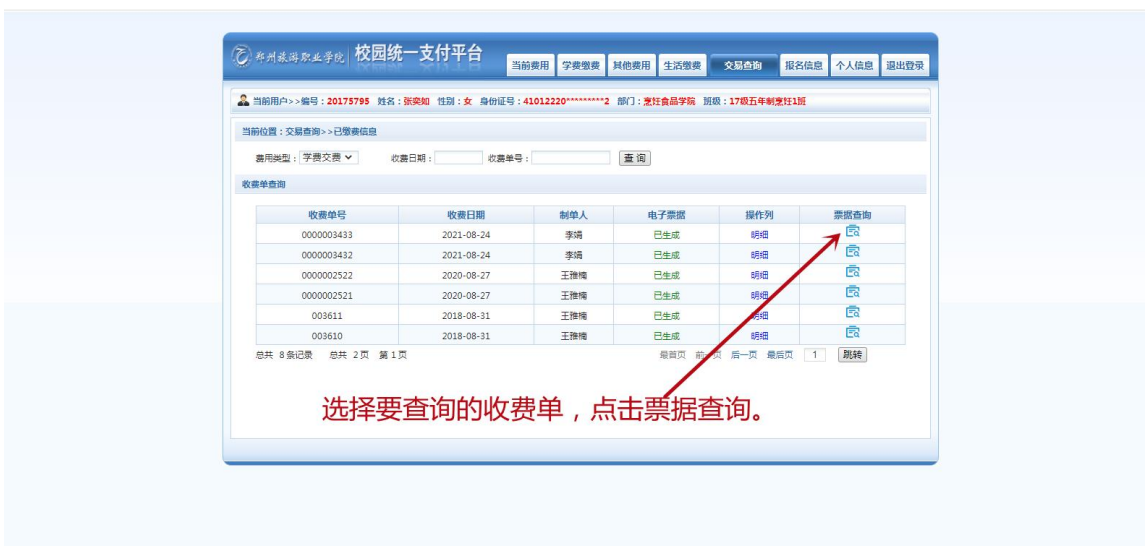 郑州旅游职业学院 校园统一支付平台
当前费用 学费缴费 其他费用 生活缴费 交易查询 报名信息 个人信息 退出登录
当前用户>>编号：20175795 姓名：张奕如 性别：女 身份证号：41012220*********2 部门：烹饪食品学院 班级：17级五年制烹饪1班
当前位置：交易查询>>已缴费信息
费用类型：学费交费 收费日期： 收费单号： 查 询
收费单查询
收费单号 收费日期 制单人 电子票据 操作列 票据查询
0000003433 2021-08-24 李娟 已生成 明细
0000003432 2021-08-24 李娟 已生成 明细
0000002522 2020-08-27 王雅楠 已生成 明细
0000002521 2020-08-27 王雅楠 已生成 明细
003611 2018-08-31 王雅楠 已生成 明细
003610 2018-08-31 王雅楠 已生成 明细
总共 8条记录 总共 2页 第1页 最首页 前一页 后一页 最后页 1 跳转
选择要查询的收费单，点击票据查询。